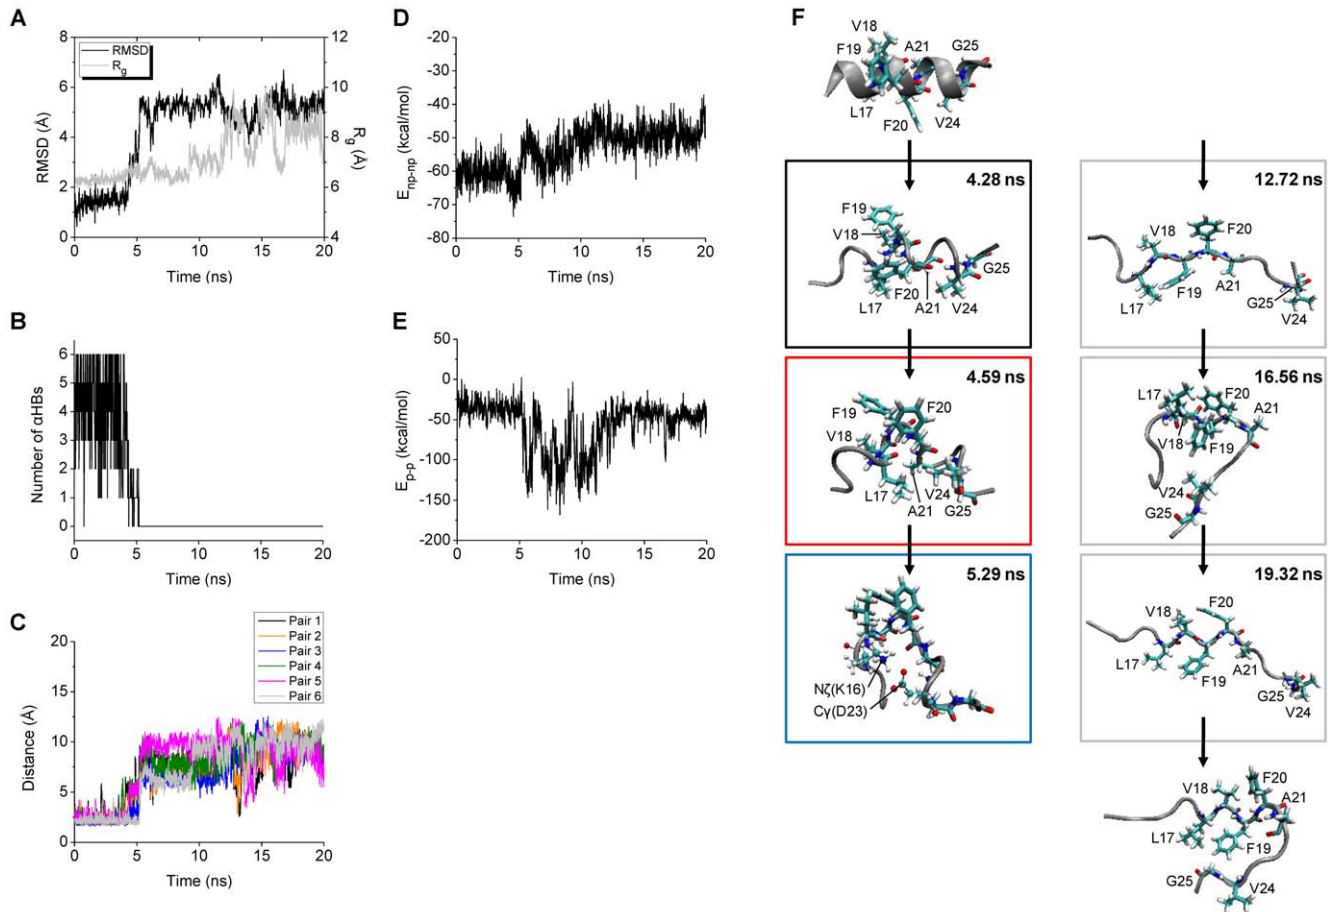 A
8
6
4
2
0
RMSD (Å)
RMSD
Rg
12
10
8
6
4
Rg (Å)
0
5
10
15
20
Time (ns)
B
6
5
4
3
2
1
0
Number of αHBs
0
5
10
15
20
Time (ns)
C
20
15
10
5
0
Distance (Å)
Pair 1
Pair 2
Pair 3
Pair 4
Pair 5
Pair 6
0
5
10
15
20
Time (ns)
D
-20
-30
-40
-50
-60
-70
-80
Enp-np (kcal/mol)
0
5
10
15
20
Time (ns)
E
50
0
-50
-100
-150
-200
Ep-p (kcal/mol)
0
5
10
15
20
Time (ns)
F
V18
F19
A21
G25
L17
F20
V24
4.28 ns
F19
V18
G25
F20
L17
A21
V24
4.59 ns
F19
F20
V18
L17
V24
A21
G25
5.29 ns
Nζ(K16)
Cγ(D23)
12.72 ns
V18
F20
L17
F19
A21
G25
V24
16.56 ns
L17
F20
A21
V18
F19
V24
G25
19.32 ns
V18
F20
L17
F19
A21
G25
V24
V18
F20
A21
L17
F19
G25
V24